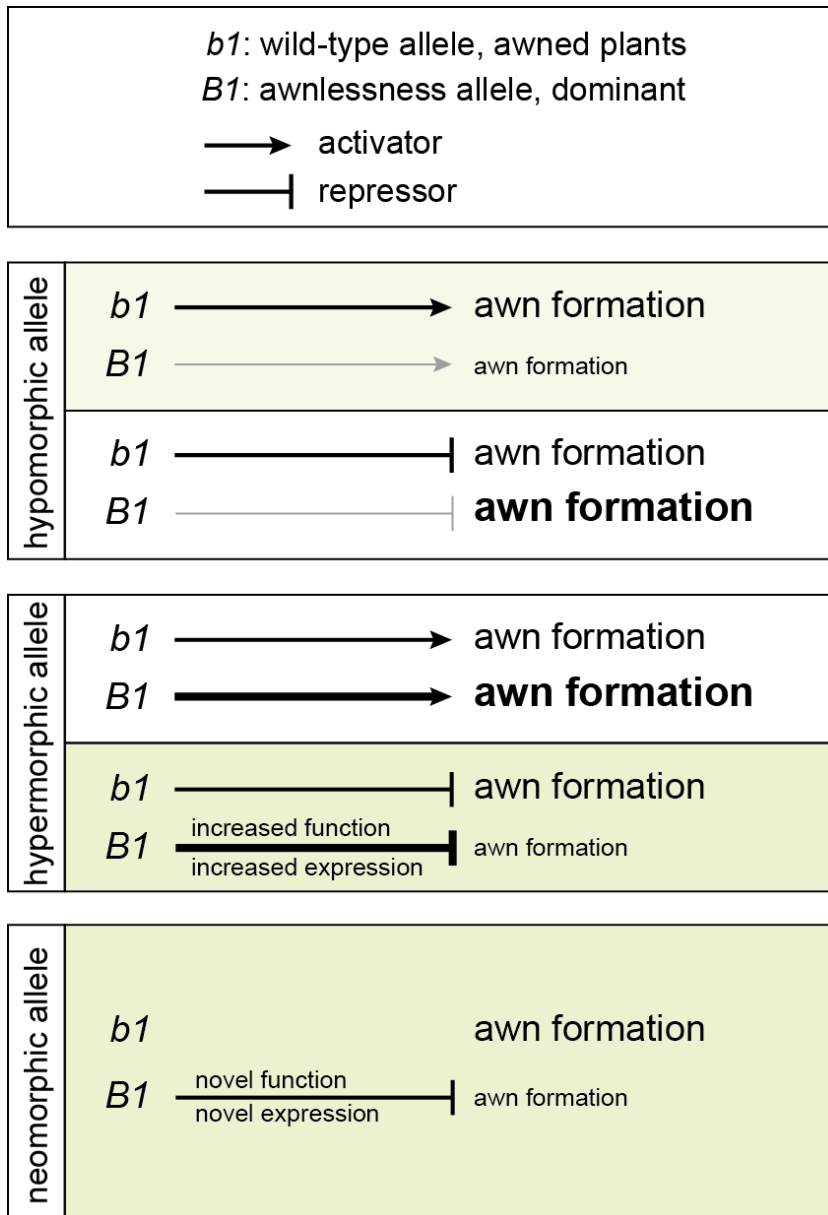 b1: wild-type allele, awned plants
B1: awnlessness allele, dominant
activator
repressor
hypomorphic allele
b1 awn formation
B1 awn formation
b1 awn formation
B1 awn formation
hypermorphic allele
b1 awn formation
B1 awn formation
b1 awn formation
increased function
B1 awn formation
increased expression
neomorphic allele
b1 awn formation
novel function
B1 awn formation
novel expression